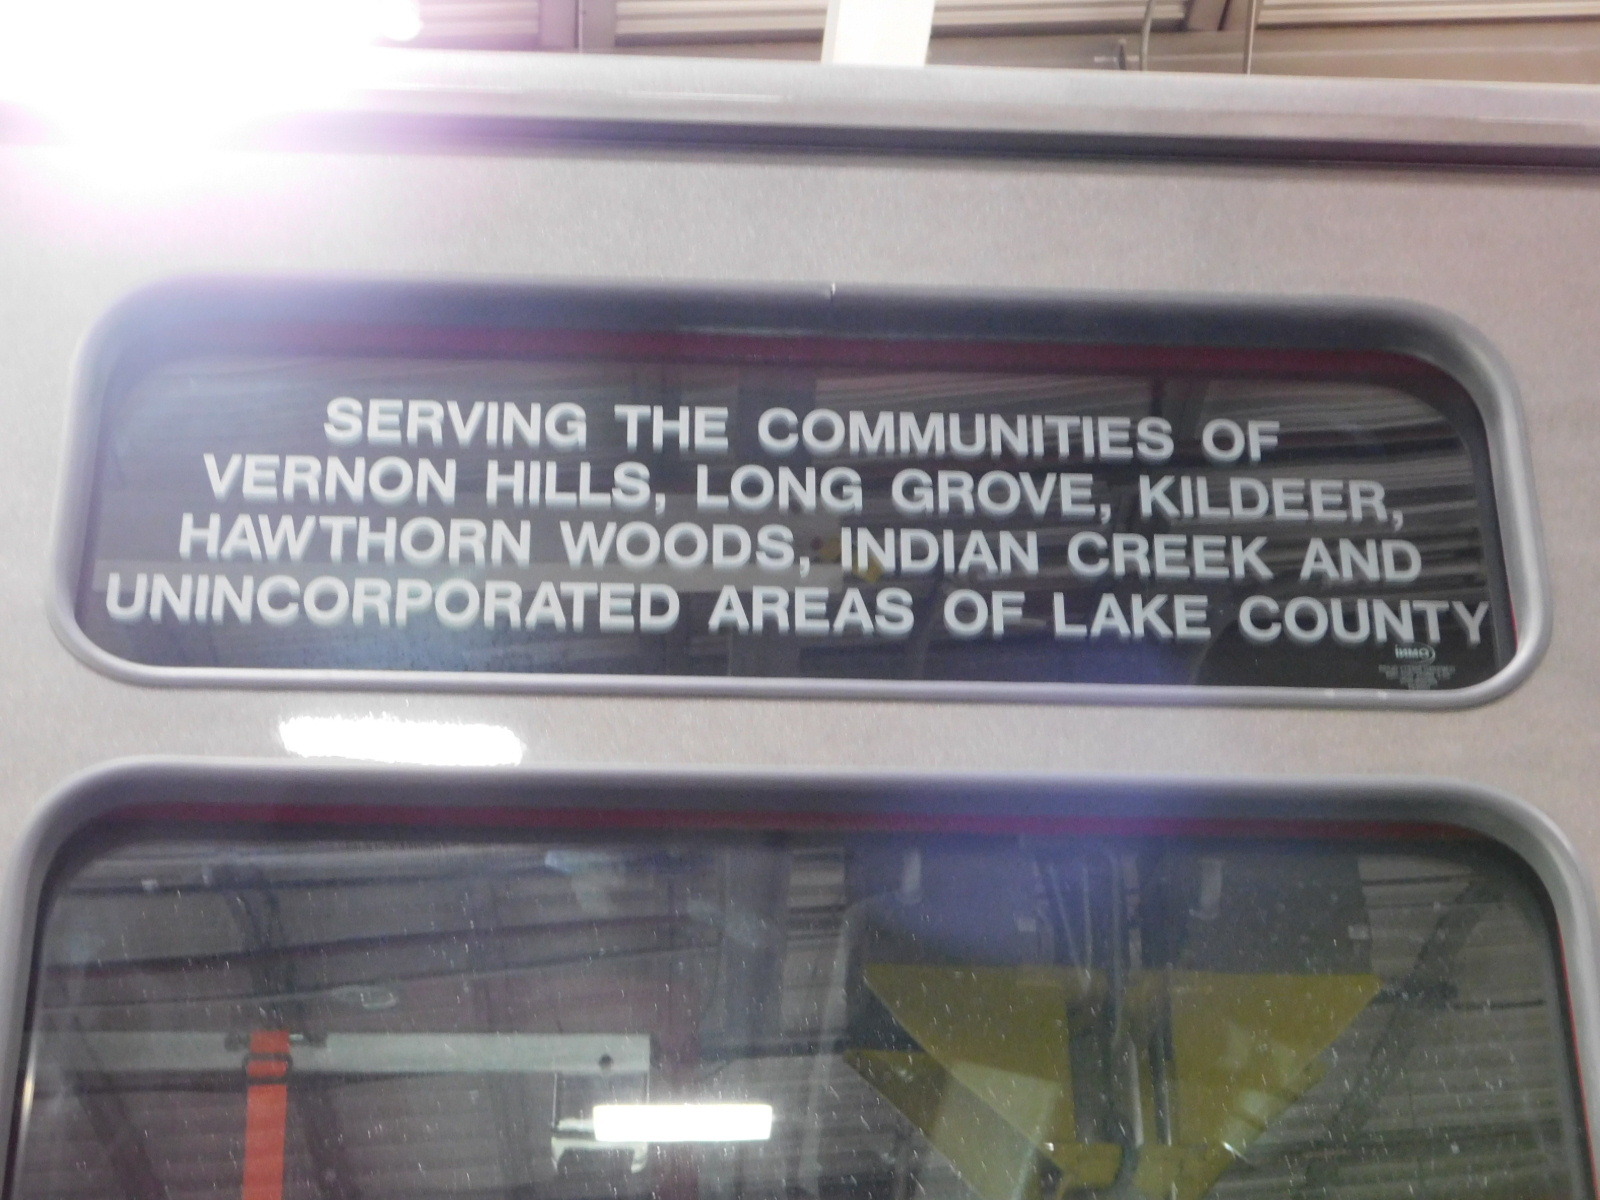 SERVING THE COMMUNITIES OF
VERNON HILLS, LONG GROVE, KILDEER,
HAWTHORN WOODS, INDIAN CREEK AND
UNINCORPORATED AREAS OF LAKE COUNTY